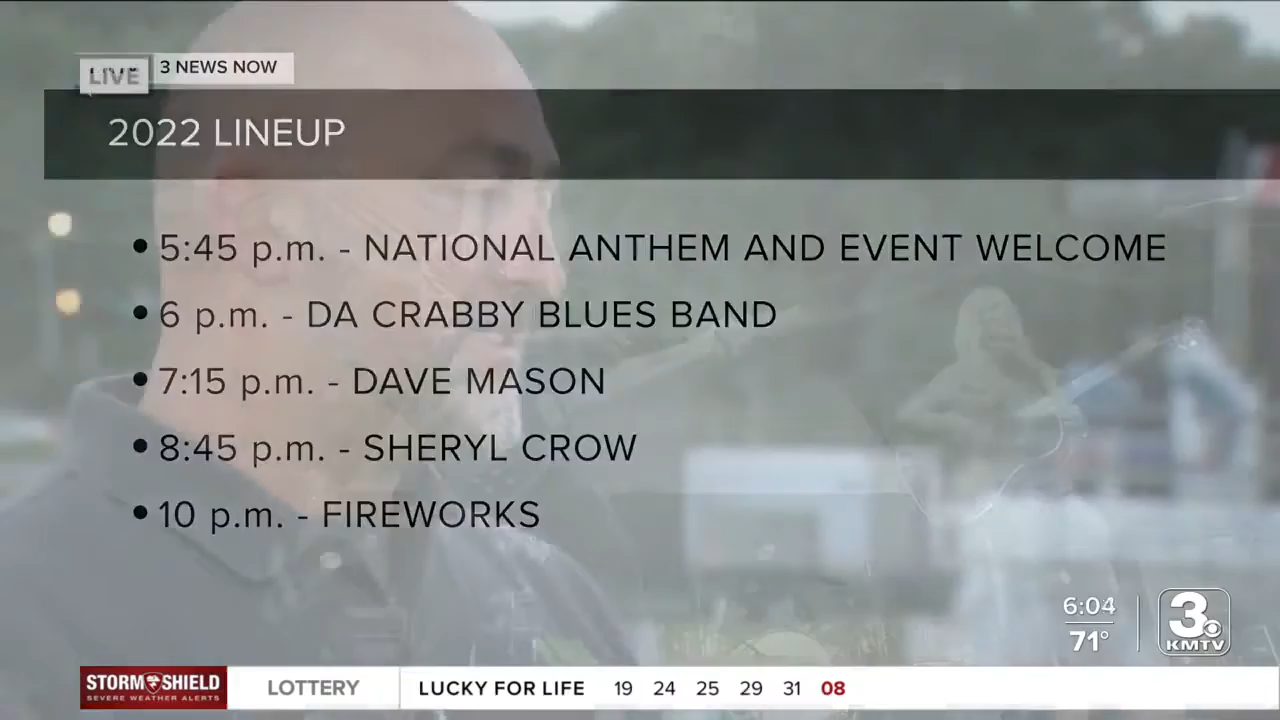 LIVE 3 NEWS NOW
2022 LINEUP
• 5:45 p.m. - NATIONAL ANTHEM AND EVENT WELCOME
• 6 p.m. - DA CRABBY BLUES BAND
• 7:15 p.m. - DAVE MASON
• 8:45 p.m. - SHERYL CROW
• 10 p.m. - FIREWORKS
6:04
71°
3
KMTV
STORM SHIELD
SEVERE WEATHER ALERTS
LOTTERY
LUCKY FOR LIFE 19 24 25 29 31 08